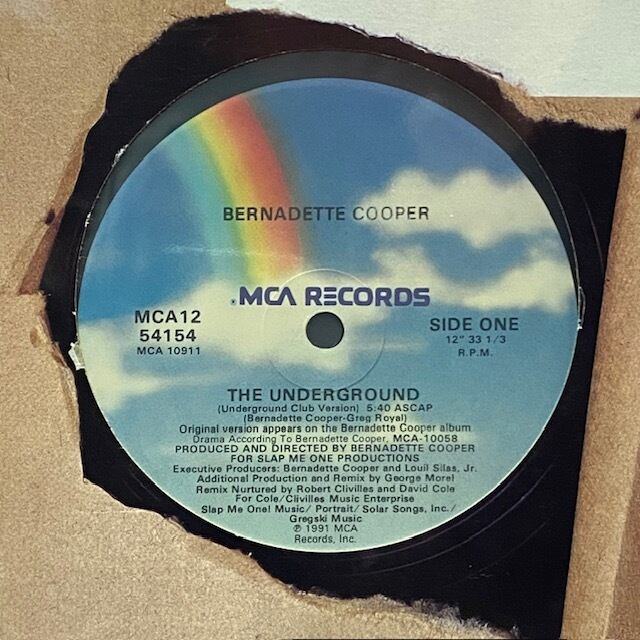 BERNADETTE COOPER
MCA RECORDS
MCA12
54154
MCA 10911
SIDE ONE
12" 33 1/3
R.P.M.
THE UNDERGROUND
(Underground Club Version) 5:40 ASCAP
(Bernadette Cooper-Greg Royal)
Original version appears on the Bernadette Cooper album
Drama According To Bernadette Cooper, MCA-10058
PRODUCED AND DIRECTED BY BERNADETTE COOPER
FOR SLAP ME ONE PRODUCTIONS
Executive Producers: Bernadette Cooper and Louil Silas, Jr.
Additional Production and Remix by George Morel
Remix Nurtured by Robert Clivilles and David Cole
For Cole/Clivilles Music Enterprise
Slap Me One! Music/ Portrait/ Solar Songs, Inc./
Gregski Music
℗ 1991 MCA
Records, Inc.